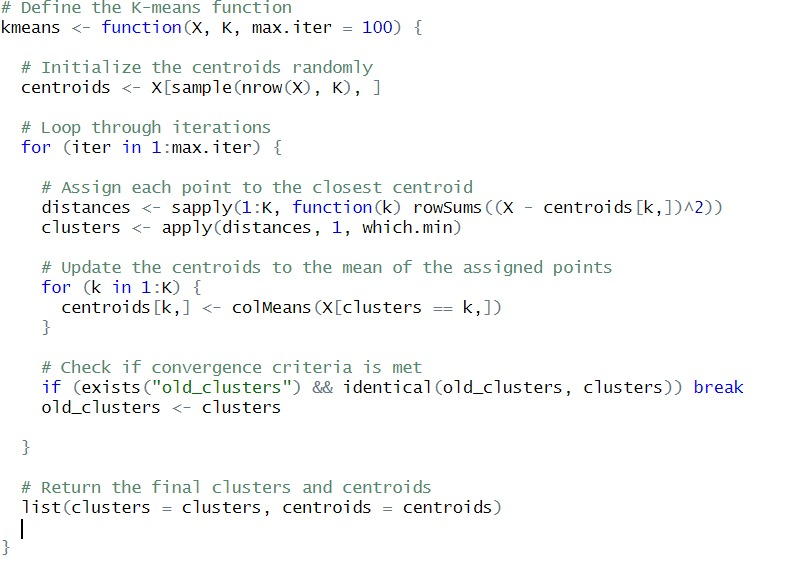 # Define the K-means function
kmeans <- function(X, K, max.iter = 100) {
# Initialize the centroids randomly
centroids <- X[sample(nrow(X), K), ]
# Loop through iterations
for (iter in 1:max.iter) {
# Assign each point to the closest centroid
distances <- sapply(1:K, function(k) rowSums((X - centroids[k,])^2))
clusters <- apply(distances, 1, which.min)
# Update the centroids to the mean of the assigned points
for (k in 1:K) {
centroids[k,] <- colMeans(X[clusters == k,])
}
# Check if convergence criteria is met
if (exists("old_clusters") && identical(old_clusters, clusters)) break
old_clusters <- clusters
}
# Return the final clusters and centroids
list(clusters = clusters, centroids = centroids)
}